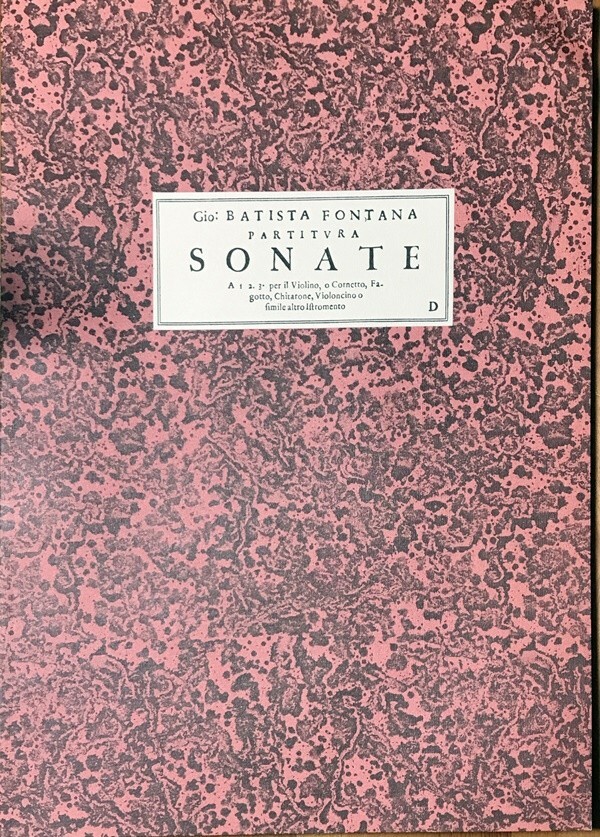 Gio: BATISTA FONTANA
PARTITVRA
SONATE
A 1 2. 3. per il Violino, o Cornetto, Fa-
gotto, Chitarone, Violoncino o
simile altro Istromento
D